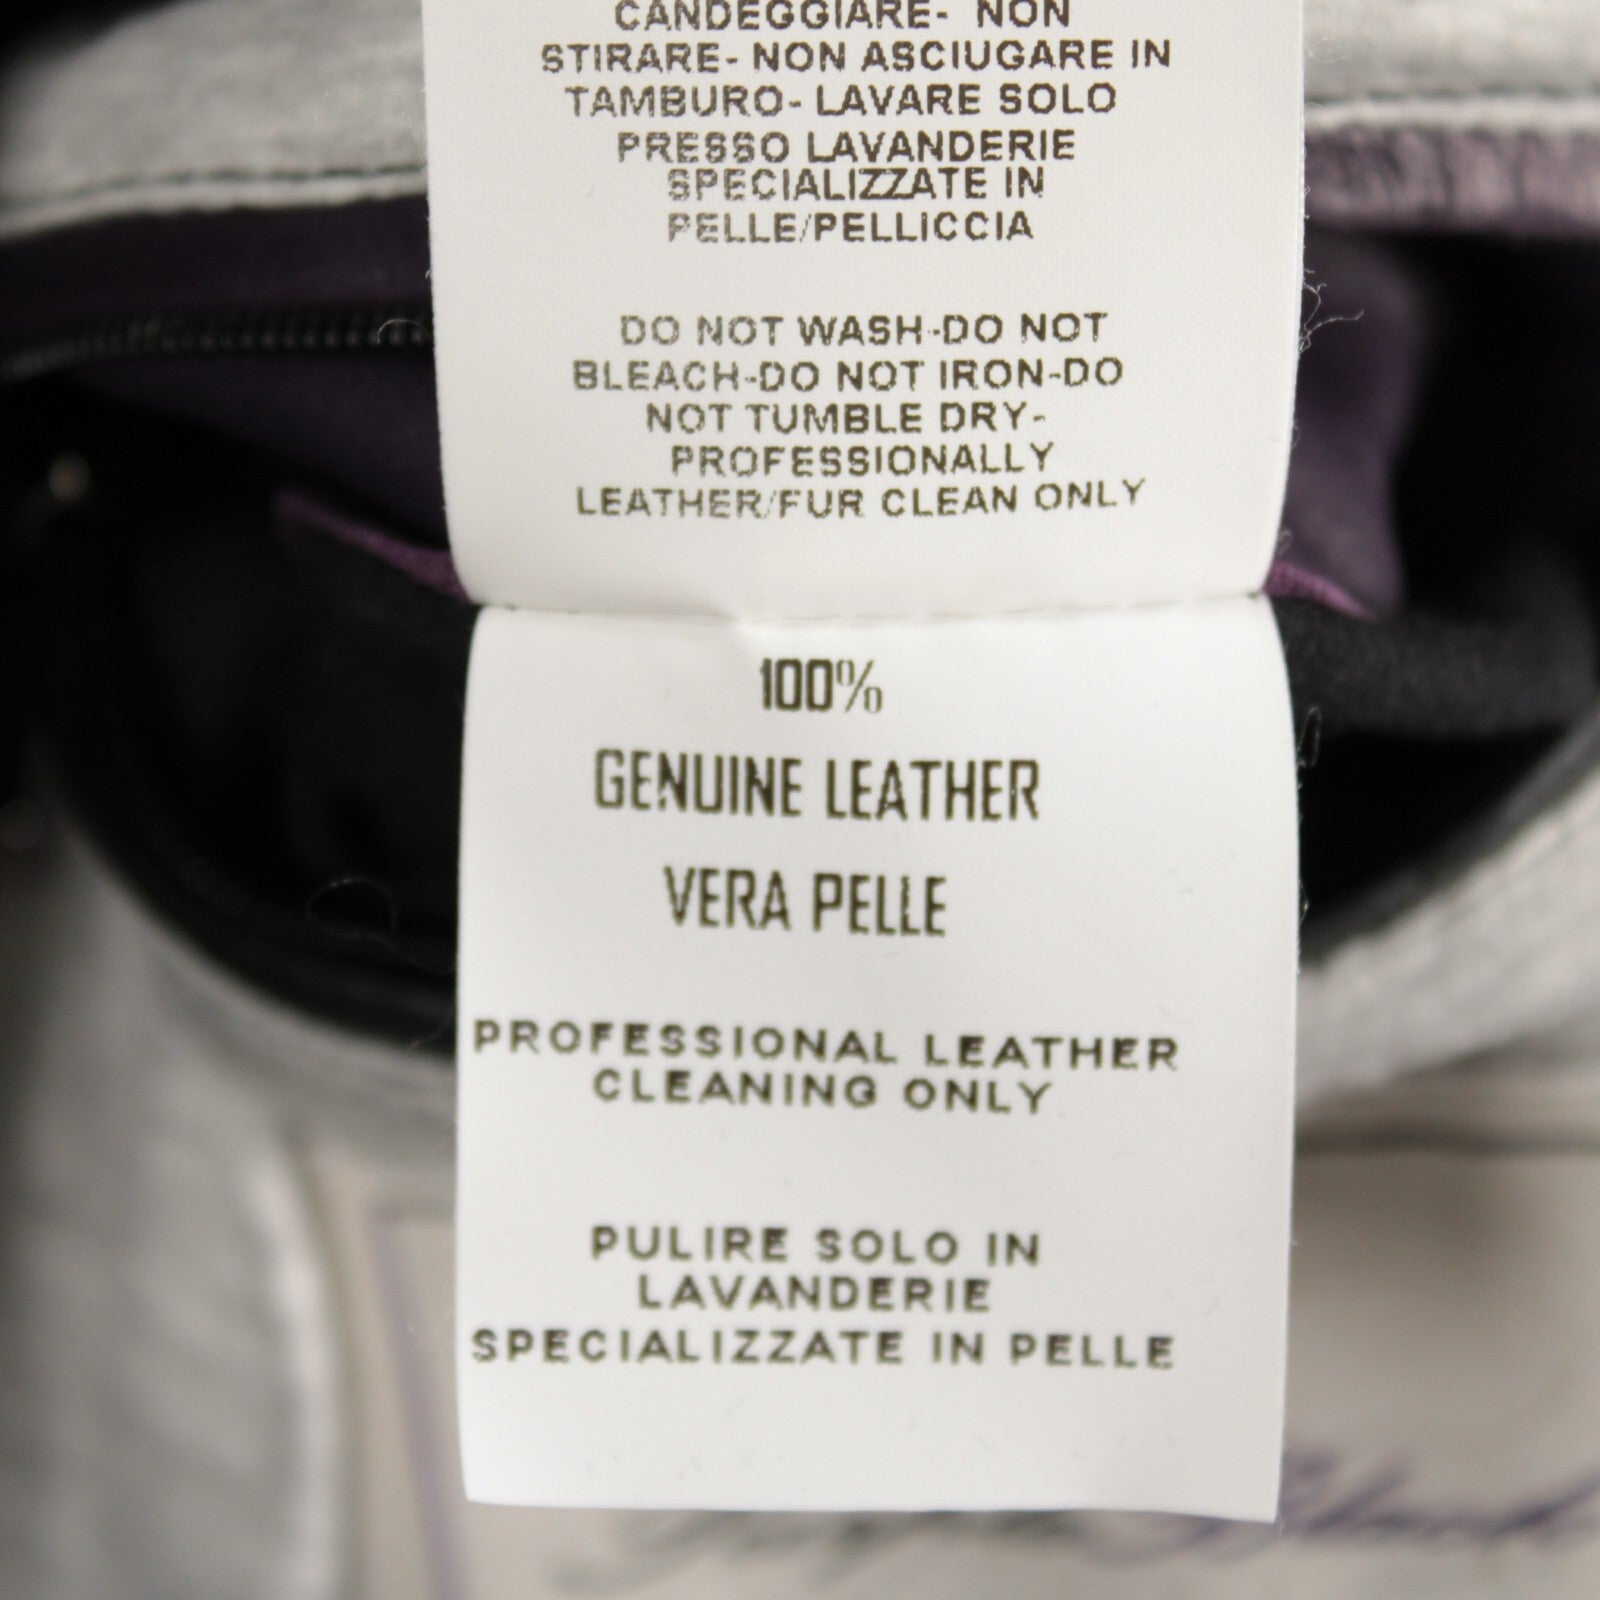 CANDEGGIARE- NON
STIRARE- NON ASCIUGARE IN
TAMBURO- LAVARE SOLO
PRESSO LAVANDERIE
SPECIALIZZATE IN
PELLE/PELLICCIA
DO NOT WASH-DO NOT
BLEACH-DO NOT IRON-DO
NOT TUMBLE DRY-
PROFESSIONALLY
LEATHER/FUR CLEAN ONLY
100%
GENUINE LEATHER
VERA PELLE
PROFESSIONAL LEATHER
CLEANING ONLY
PULIRE SOLO IN
LAVANDERIE
SPECIALIZZATE IN PELLE